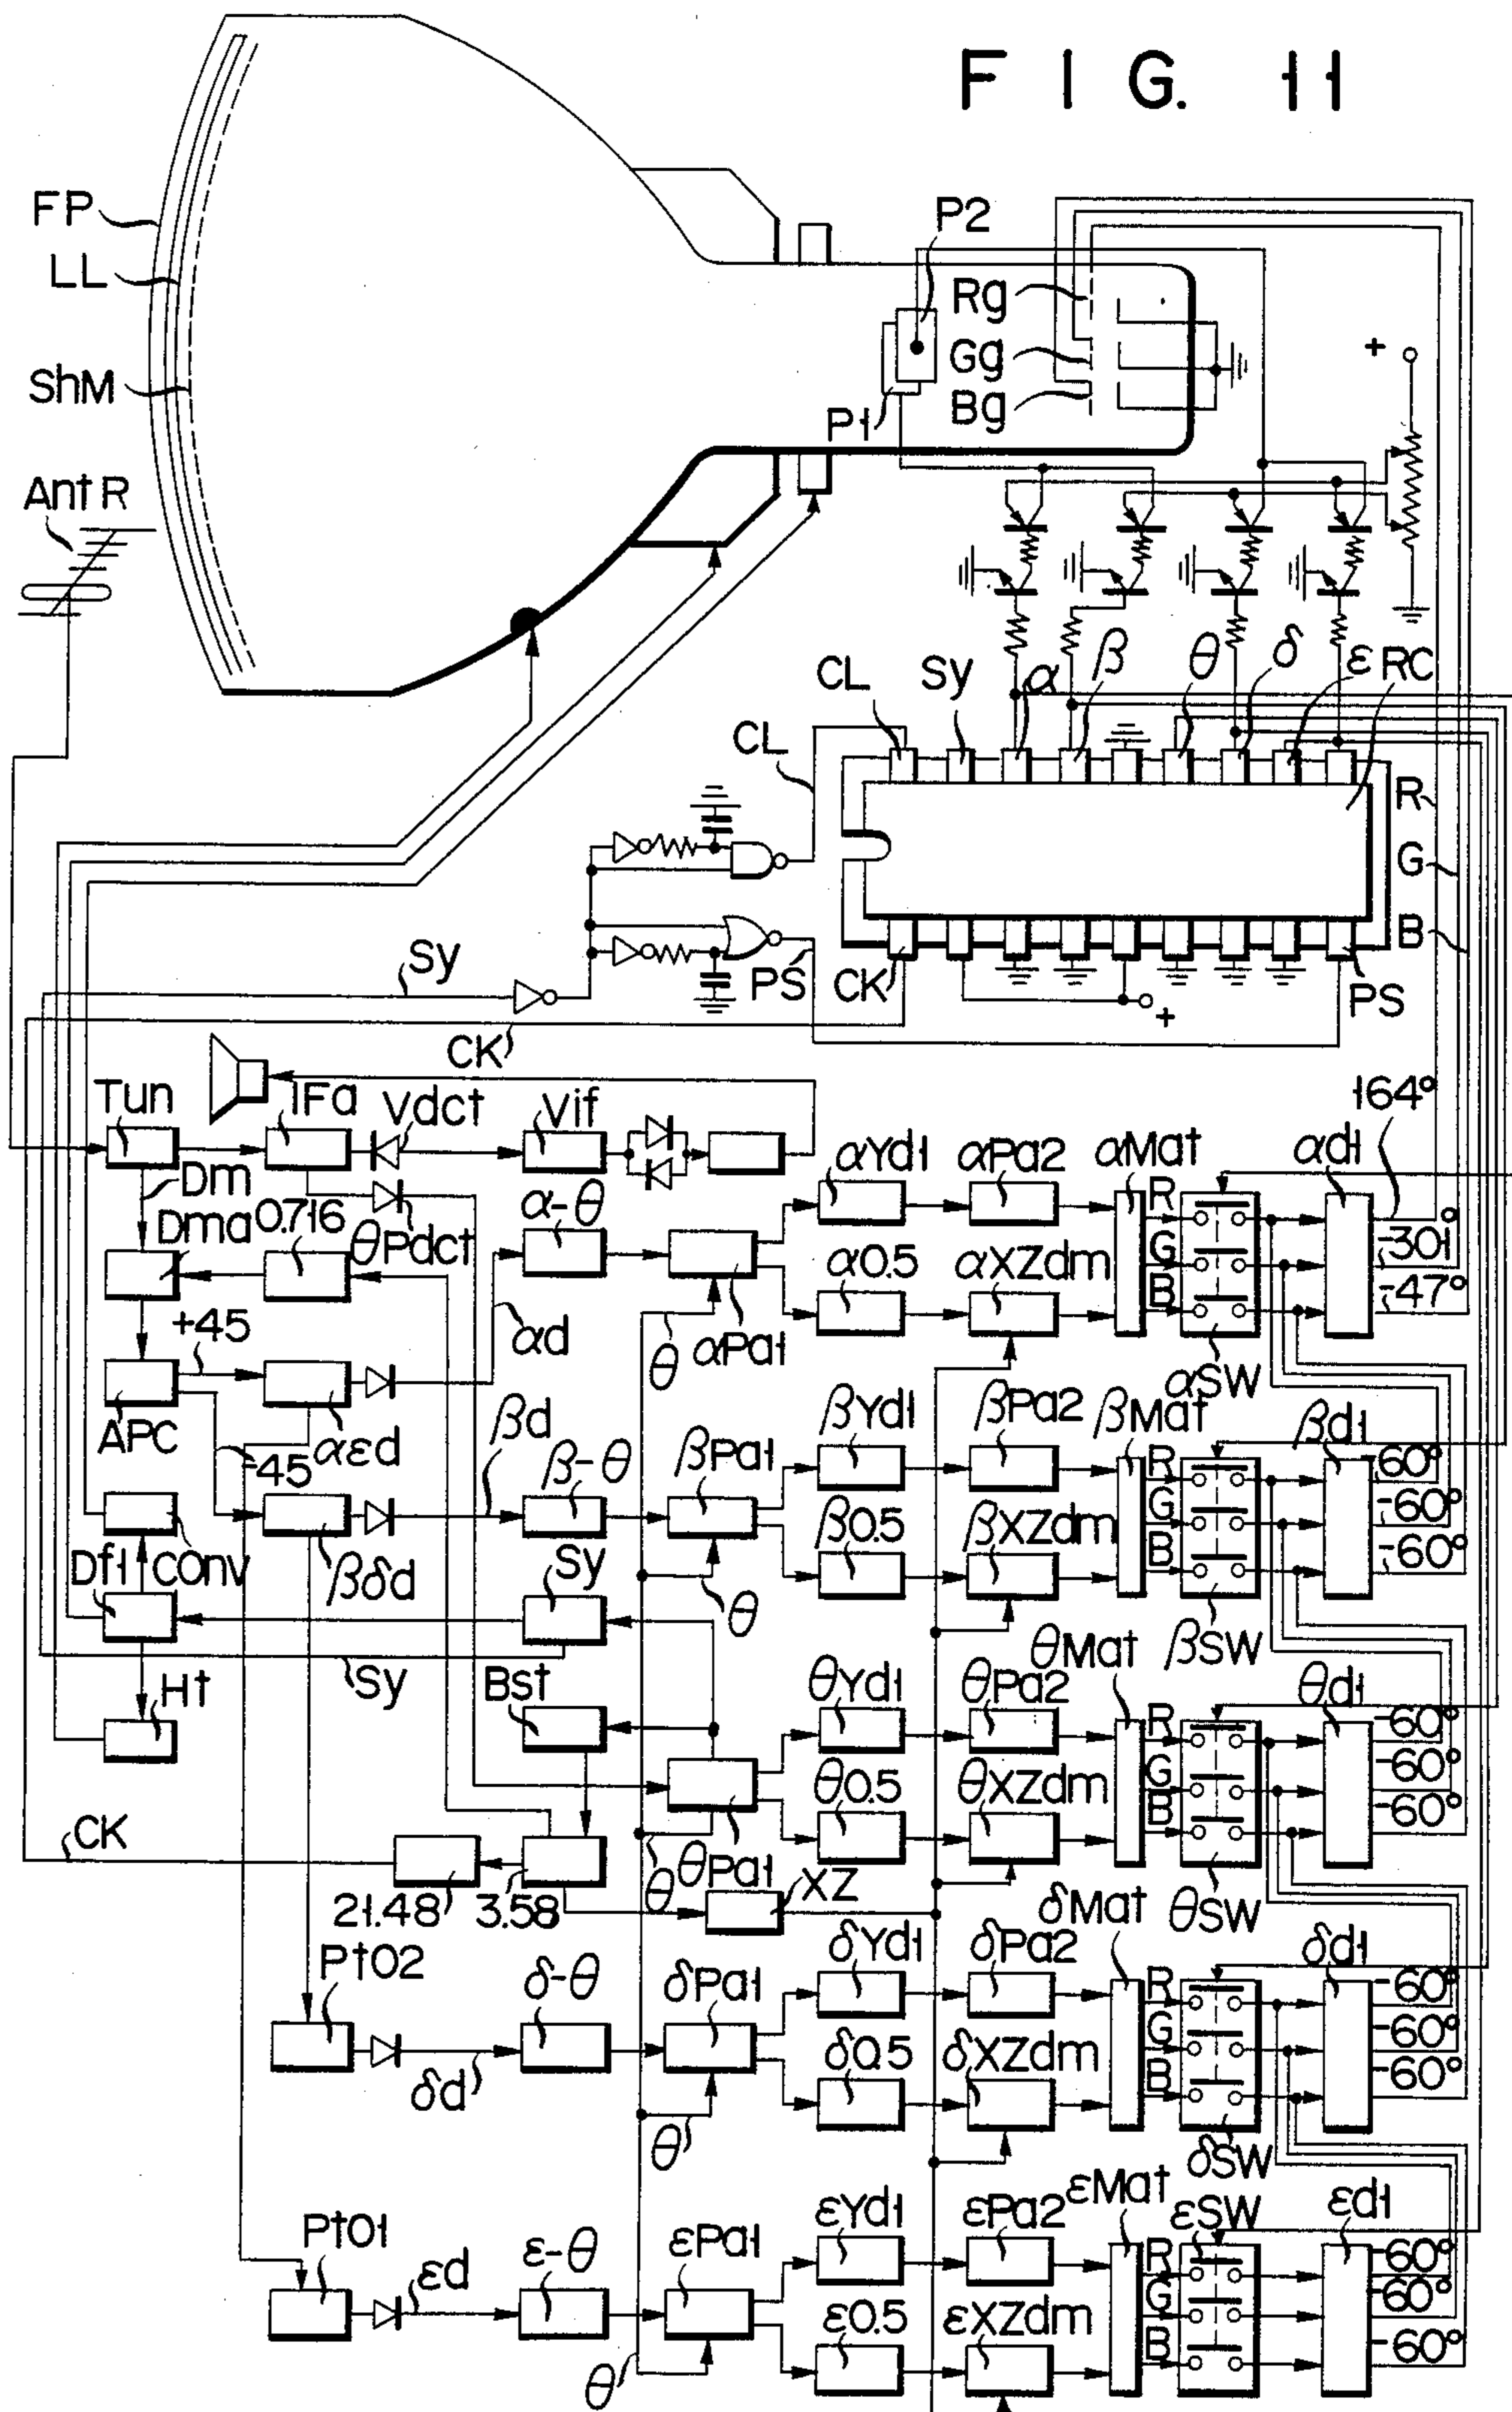 FIG. 11
FP
LL
ShM
Ant R
P2
Rg
Gg
Bg
P1
+
CL
Sy
α
β
θ
δ
ε
RC
CL
R
G
B
Sy
PS
CK
+
PS
CK
Tun
IFa
Vdct
Vif
αYd1
αPa2
αMat
αd1
164°
Dm
Dma
0.716
θPdct
α-θ
R
G
B
-301°
-47°
α0.5
αXZdm
+45
αd
θ
αPa1
αSW
APC
-45
αεd
βd
β-θ
βPa1
βYd1
βPa2
βMat
βd1
R
G
B
-60°
-60°
-60°
β0.5
βXZdm
Df1
Conv
βδd
Sy
θ
βSW
θMat
Sy
Ht
Bst
θYd1
θPa2
θd1
R
G
B
-60°
-60°
-60°
θ0.5
θXZdm
CK
21.48
3.58
θ
θPa1
XZ
δMat
θSW
Pt02
δ-θ
δPa1
δYd1
δPa2
δd1
R
G
B
-60°
-60°
-60°
δ0.5
δXZdm
δd
θ
δSW
εMat
Pt01
εd
ε-θ
εPa1
εYd1
εPa2
εSW
εd1
R
G
B
-60°
-60°
-60°
ε0.5
εXZdm
θ